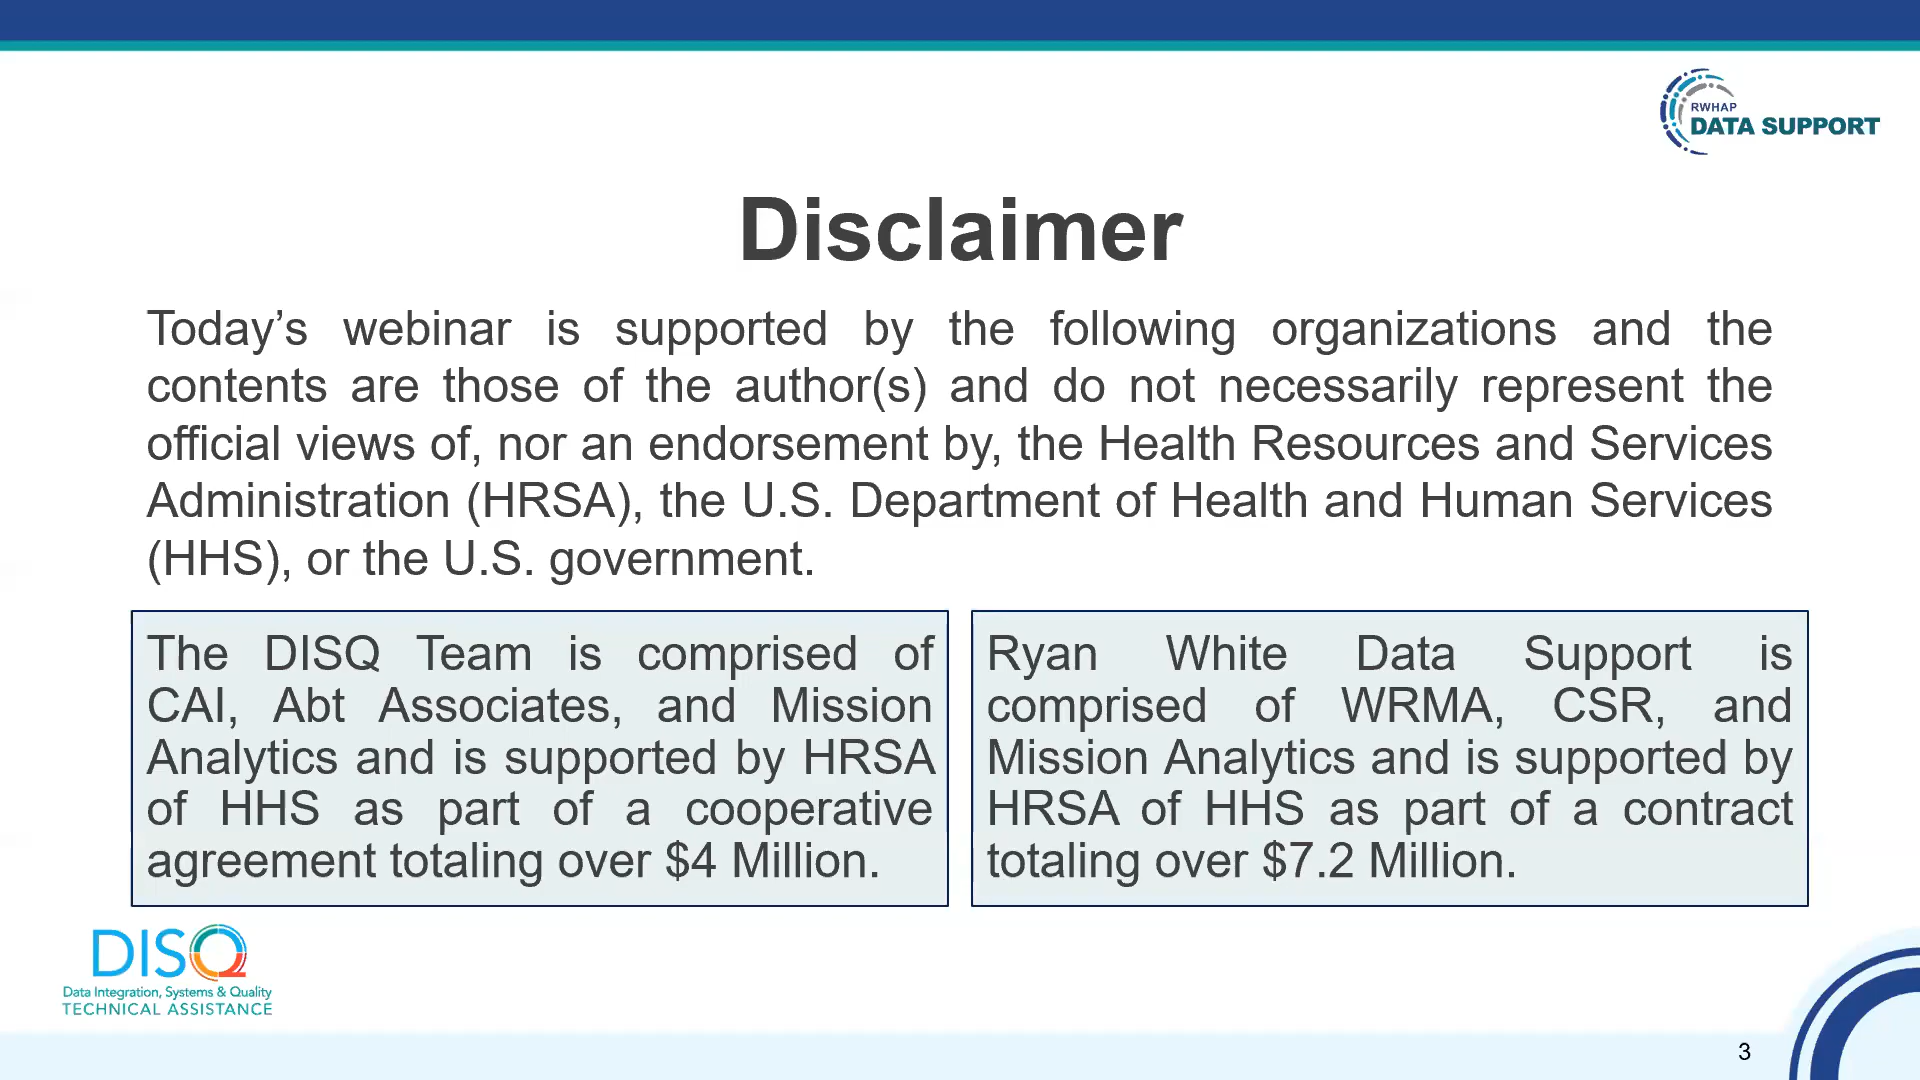 RWHAP
DATA SUPPORT
Disclaimer
Today’s webinar is supported by the following organizations and the
contents are those of the author(s) and do not necessarily represent the
official views of, nor an endorsement by, the Health Resources and Services
Administration (HRSA), the U.S. Department of Health and Human Services
(HHS), or the U.S. government.
The DISQ Team is comprised of
CAI, Abt Associates, and Mission
Analytics and is supported by HRSA
of HHS as part of a cooperative
agreement totaling over $4 Million.
Ryan White Data Support is
comprised of WRMA, CSR, and
Mission Analytics and is supported by
HRSA of HHS as part of a contract
totaling over $7.2 Million.
DISQ
Data Integration, Systems & Quality
TECHNICAL ASSISTANCE
3